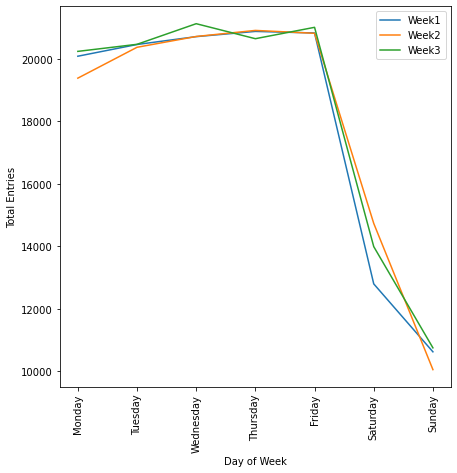 Week1
Week2
Week3
20000
18000
16000
14000
12000
10000
Total Entries
Monday
Tuesday
Wednesday
Thursday
Friday
Saturday
Sunday
Day of Week